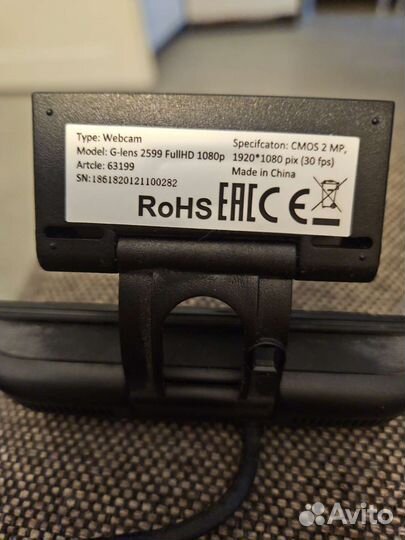 Type: Webcam
Model: G-lens 2599 FullHD 1080p
Artcle: 63199
SN:1861820121100282
Specifcaton: CMOS 2 MP,
1920*1080 pix (30 fps)
Made in China
RoHS EAC CE
Avito